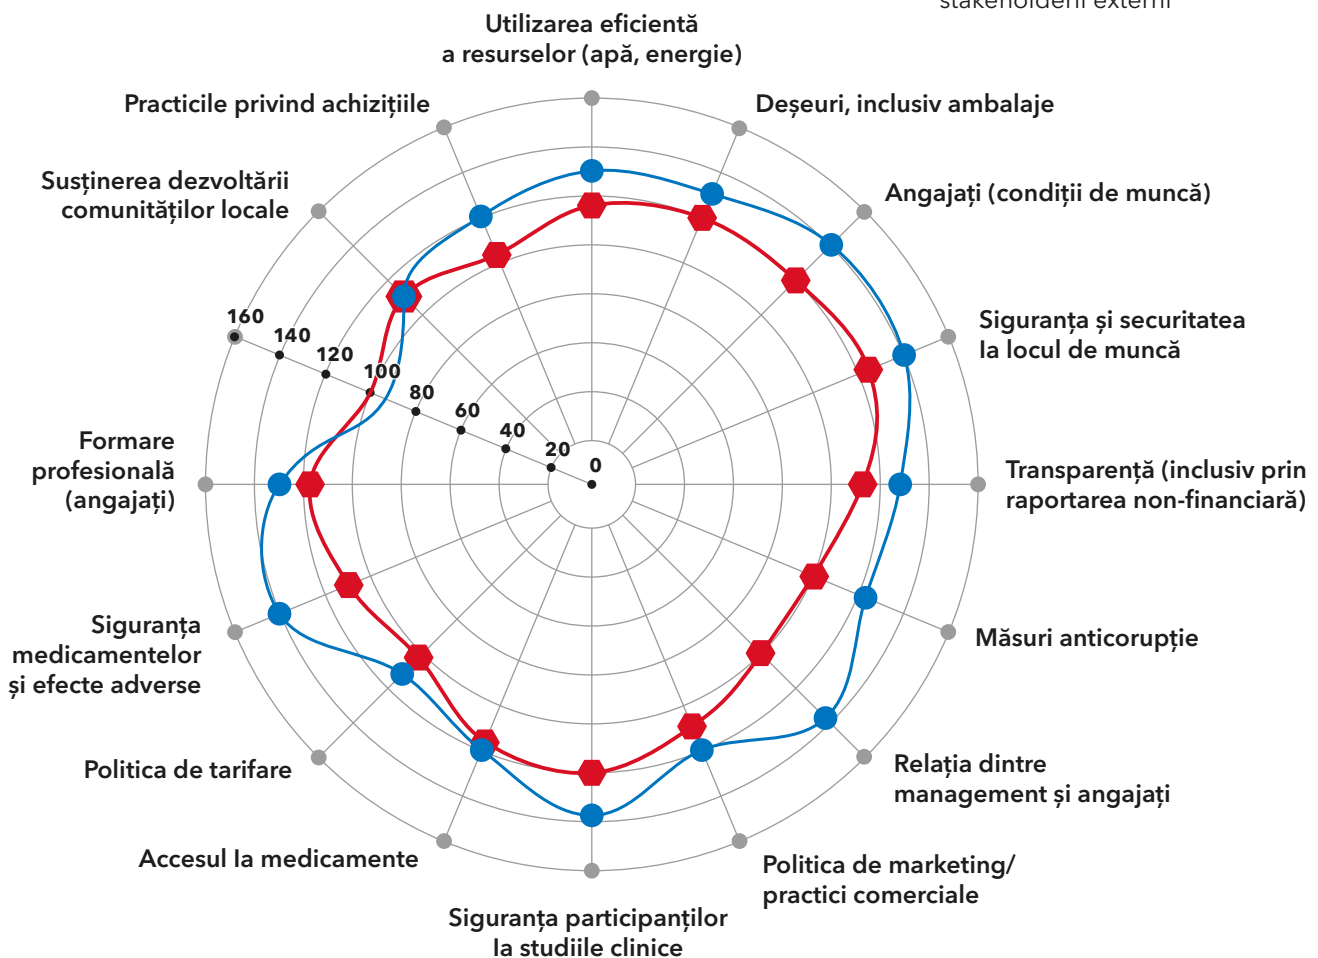 stakeholderii externi
Utilizarea eficientă
a resurselor (apă, energie)
Practicile privind achizițiile
Deșeuri, inclusiv ambalaje
Susținerea dezvoltării
comunităților locale
Angajați (condiții de muncă)
Siguranța și securitatea
la locul de muncă
160
140
120
100
80
60
40
20
0
Formare
profesională
(angajați)
Transparență (inclusiv prin
raportarea non-financiară)
Siguranța
medicamentelor
și efecte adverse
Măsuri anticorupție
Politica de tarifare
Relația dintre
management și angajați
Accesul la medicamente
Politica de marketing/
practici comerciale
Siguranța participanților
la studiile clinice